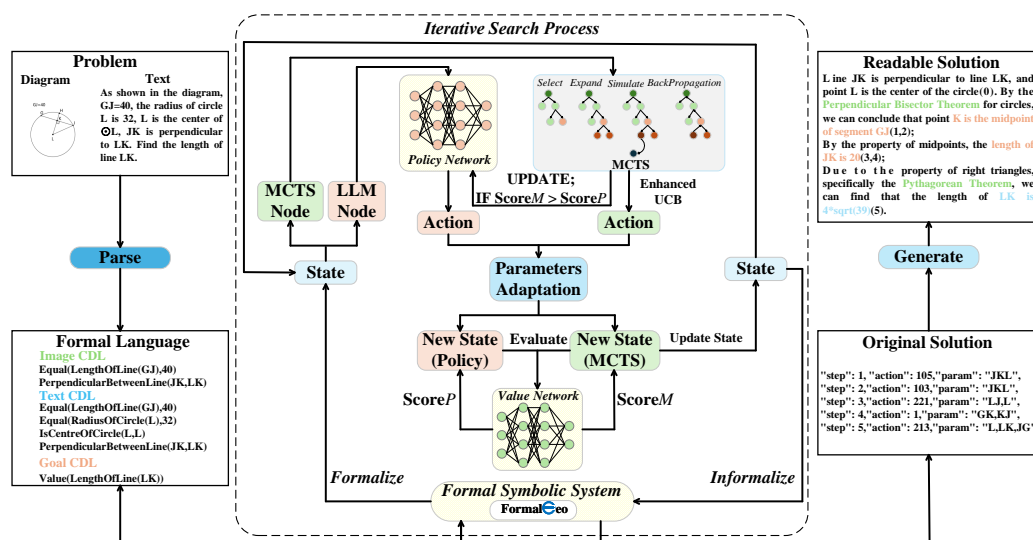 Iterative Search Process
Problem
Diagram
Text
GJ=40
As shown in the diagram,
GJ=40, the radius of circle
L is 32, L is the center of
⊙L, JK is perpendicular
to LK. Find the length of
line LK.
Parse
Formal Language
Image CDL
Equal(LengthOfLine(GJ),40)
PerpendicularBetweenLine(JK,LK)
Text CDL
Equal(LengthOfLine(GJ),40)
Equal(RadiusOfCircle(L),32)
IsCentreOfCircle(L,L)
PerpendicularBetweenLine(JK,LK)
Goal CDL
Value(LengthOfLine(LK))
MCTS
Node
LLM
Node
State
Policy Network
Select Expand Simulate BackPropagation
MCTS
UPDATE;
IF ScoreM > ScoreP
Enhanced
UCB
Action
Action
Parameters
Adaptation
State
New State
(Policy)
Evaluate
New State
(MCTS)
Update State
ScoreP
Value Network
ScoreM
Formalize
Informalize
Formal Symbolic System
FormalGeo
Readable Solution
Line JK is perpendicular to line LK, and
point L is the center of the circle(0). By the
Perpendicular Bisector Theorem for circles,
we can conclude that point K is the midpoint
of segment GJ(1,2);
By the property of midpoints, the length of
JK is 20(3,4);
Due to the property of right triangles,
specifically the Pythagorean Theorem, we
can find that the length of LK is
4*sqrt(39)(5).
Generate
Original Solution
"step": 1, "action": 105,"param": "JKL",
"step": 2,"action": 103,"param": "JKL",
"step": 3,"action": 221,"param": "LJ,L",
"step": 4,"action": 1,"param": "GK,KJ",
"step": 5,"action": 213,"param": "L,LK,JG"